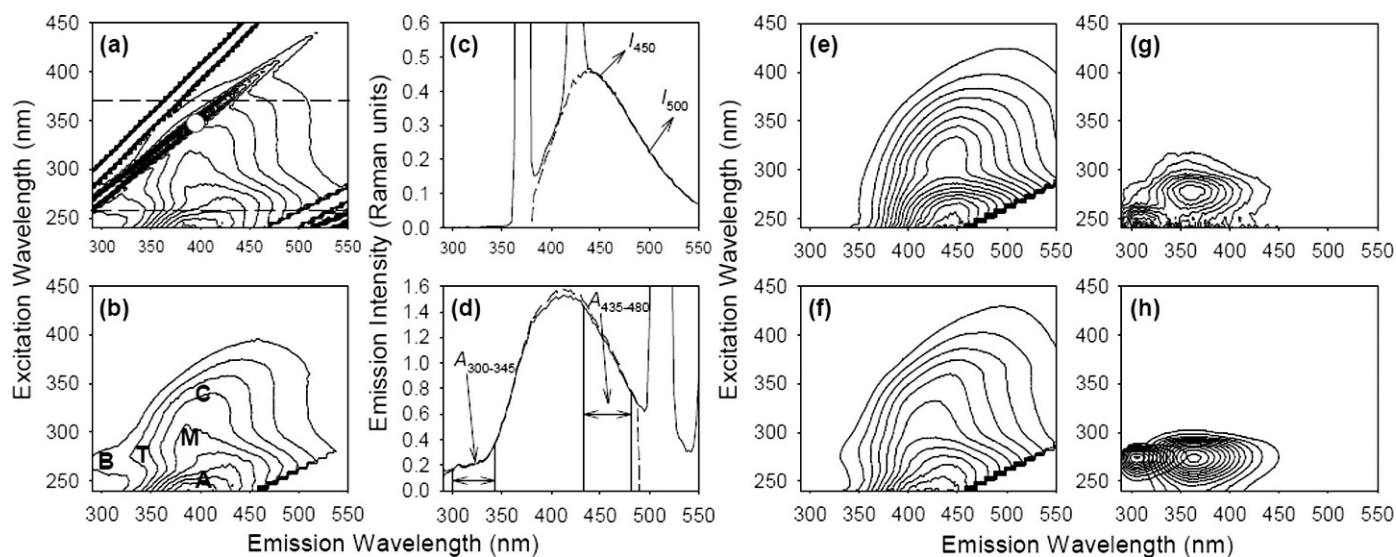 Excitation Wavelength (nm)
450
400
350
300
250
(a)
300 350 400 450 500 550
450
400
350
300
250
(b)
B
T
M
C
A
300 350 400 450 500 550
Emission Intensity (Raman units)
0.6
0.5
0.4
0.3
0.2
0.1
0.0
(c)
I450
I500
300 350 400 450 500 550
1.6
1.4
1.2
1.0
0.8
0.6
0.4
0.2
0.0
(d)
A435-480
A300-345
300 350 400 450 500 550
Emission Wavelength (nm)
Excitation Wavelength (nm)
450
400
350
300
250
(e)
300 350 400 450 500 550
450
400
350
300
250
(g)
300 350 400 450 500 550
450
400
350
300
250
(f)
300 350 400 450 500 550
450
400
350
300
250
(h)
300 350 400 450 500 550
Emission Wavelength (nm)